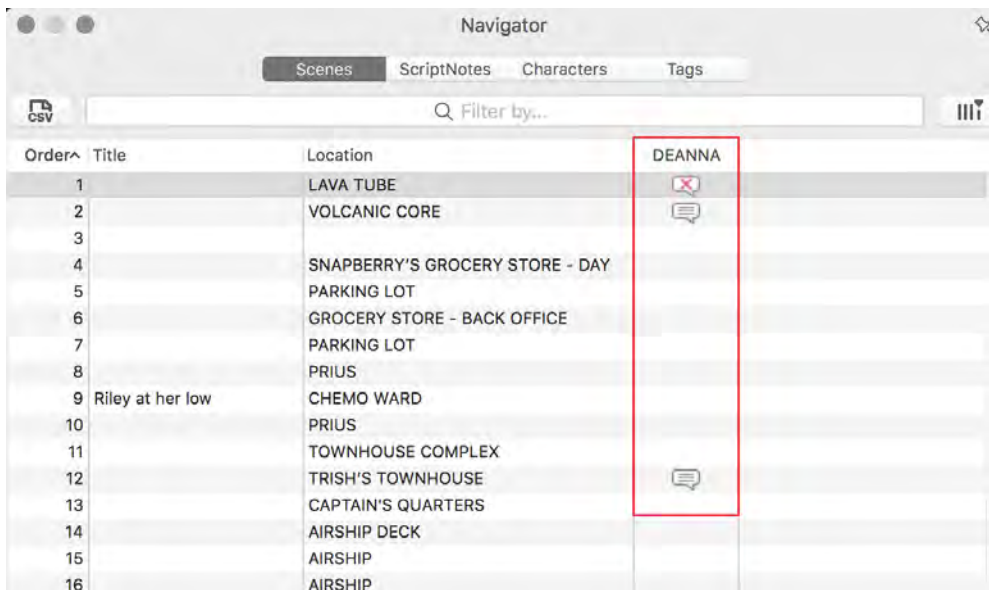 Navigator
Scenes ScriptNotes Characters Tags
CSV Filter by...
Order Title Location DEANNA
1 LAVA TUBE
2 VOLCANIC CORE
3
4 SNAPBERRY'S GROCERY STORE - DAY
5 PARKING LOT
6 GROCERY STORE - BACK OFFICE
7 PARKING LOT
8 PRIUS
9 Riley at her low CHEMO WARD
10 PRIUS
11 TOWNHOUSE COMPLEX
12 TRISH'S TOWNHOUSE
13 CAPTAIN'S QUARTERS
14 AIRSHIP DECK
15 AIRSHIP
16 AIRSHIP